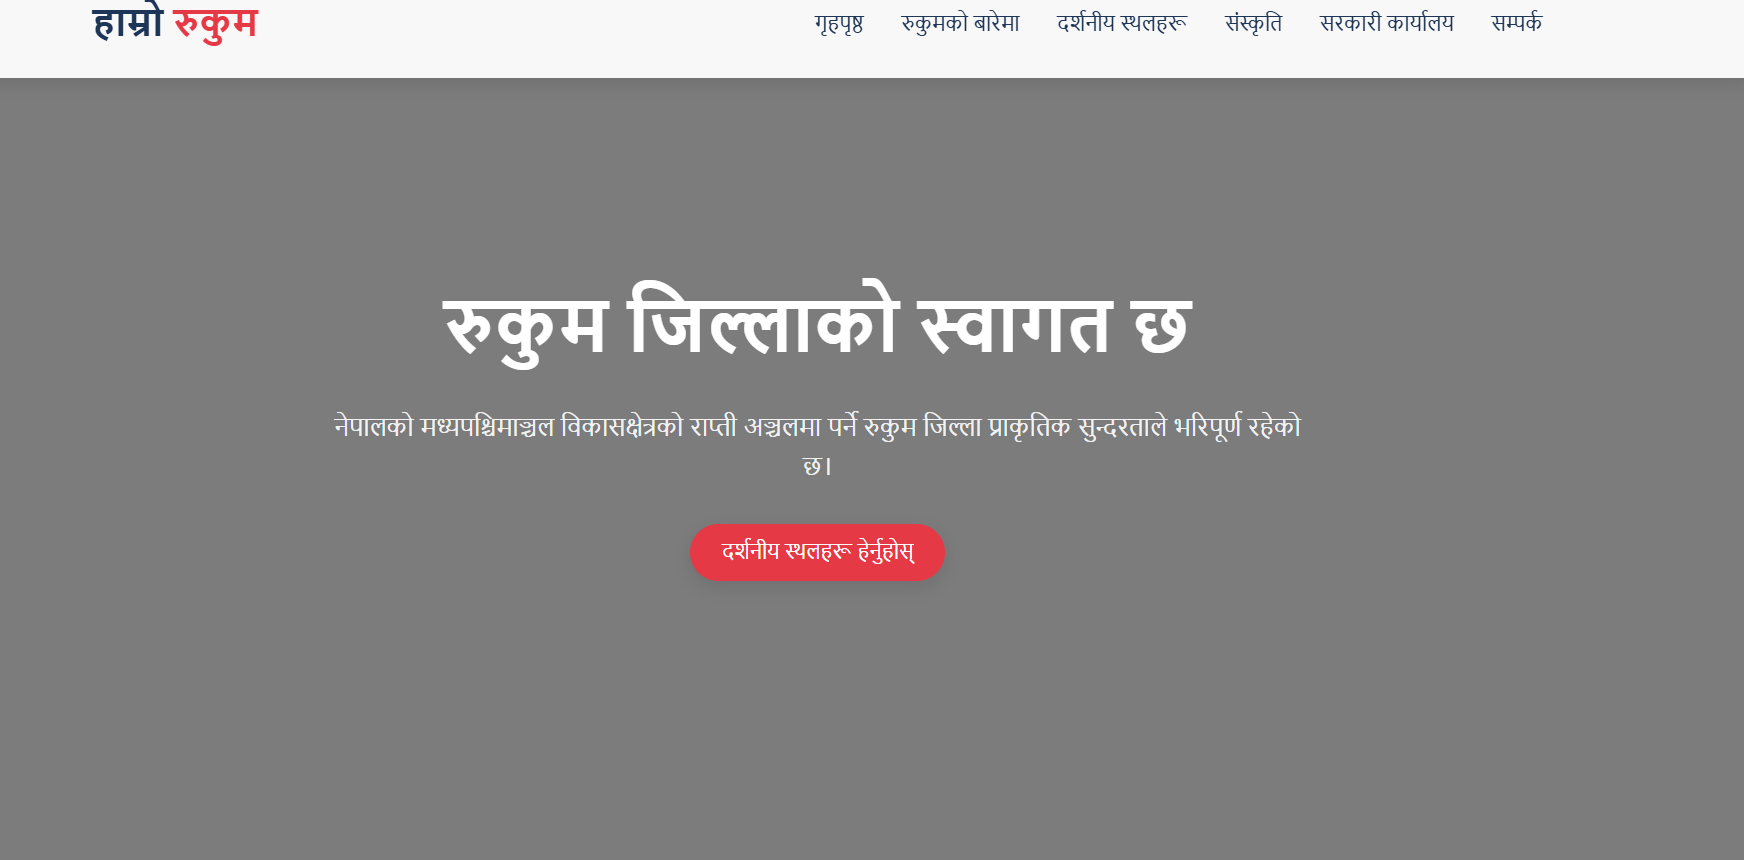 हाम्रो रुकुम
गृहपृष्ठ रुकुमको बारेमा दर्शनीय स्थलहरू संस्कृति सरकारी कार्यालय सम्पर्क
रुकुम जिल्लाको स्वागत छ
नेपालको मध्यपश्चिमाञ्चल विकासक्षेत्रको राप्ती अञ्चलमा पर्ने रुकुम जिल्ला प्राकृतिक सुन्दरताले भरिपूर्ण रहेको
छ।
दर्शनीय स्थलहरू हेर्नुहोस्